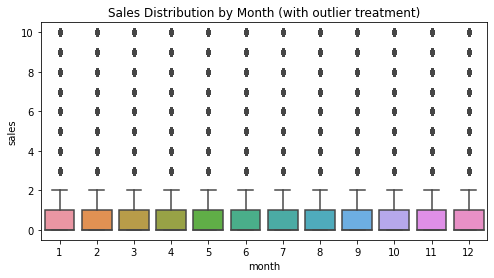 Sales Distribution by Month (with outlier treatment)
10
8
6
4
2
0
sales
1 2 3 4 5 6 7 8 9 10 11 12
month